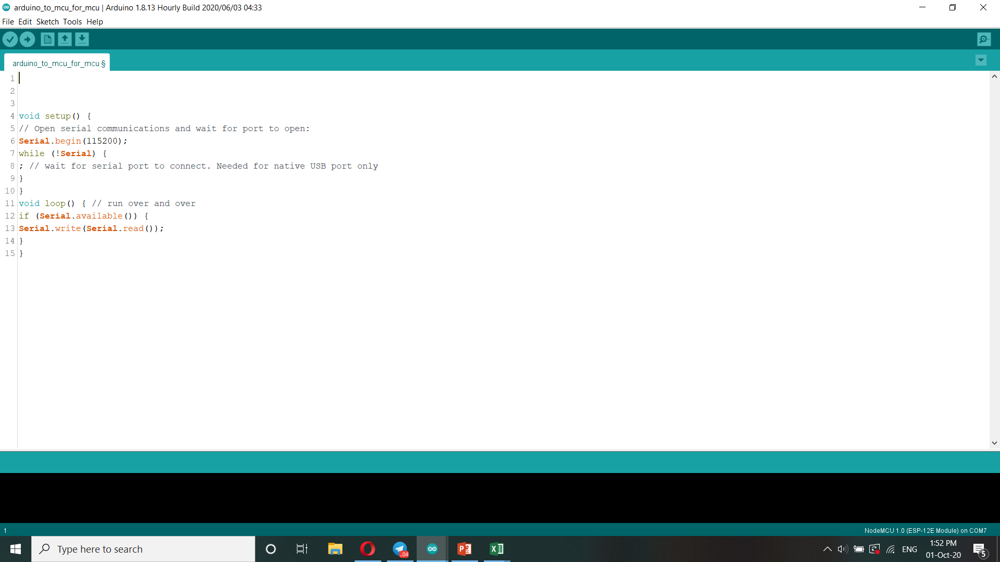 arduino_to_mcu_for_mcu | Arduino 1.8.13 Hourly Build 2020/06/03 04:33
File Edit Sketch Tools Help
arduino_to_mcu_for_mcu §
1
2
3
4 void setup() {
5 // Open serial communications and wait for port to open:
6 Serial.begin(115200);
7 while (!Serial) {
8 ; // wait for serial port to connect. Needed for native USB port only
9 }
10 }
11 void loop() { // run over and over
12 if (Serial.available()) {
13 Serial.write(Serial.read());
14 }
15 }
1
NodeMCU 1.0 (ESP-12E Module) on COM7
Type here to search
..04
ENG
1:52 PM
01-Oct-20
5